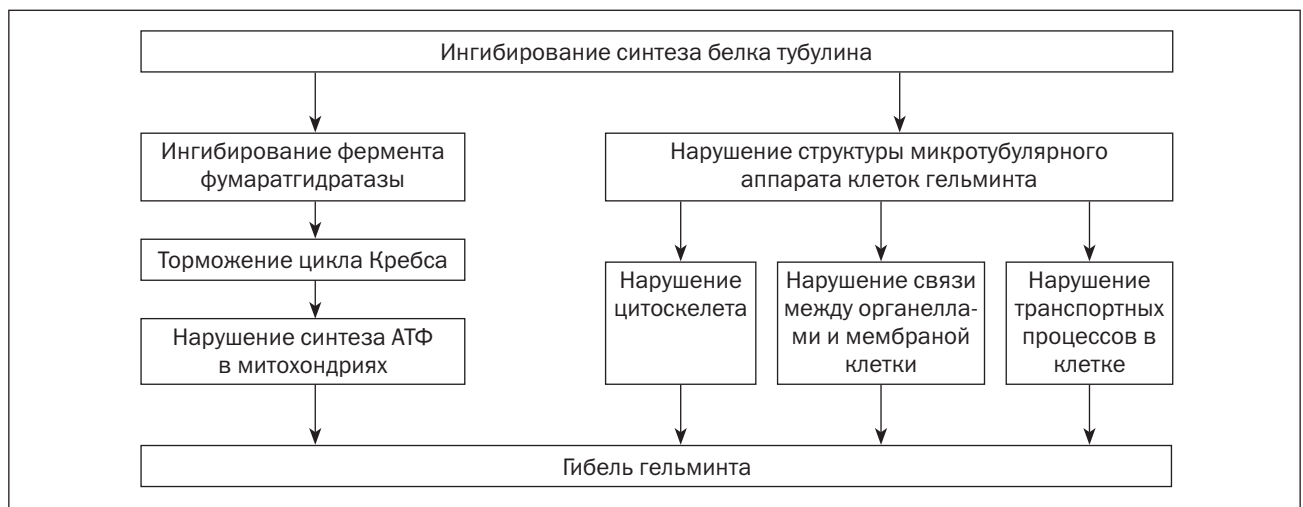 Ингибирование синтеза белка тубулина
Ингибирование фермента
фумаратгидратазы
Нарушение структуры микротубулярного
аппарата клеток гельминта
Торможение цикла Кребса
Нарушение синтеза АТФ
в митохондриях
Нарушение
цитоскелета
Нарушение связи
между органелла-
ми и мембраной
клетки
Нарушение
транспортных
процессов в
клетке
Гибель гельминта